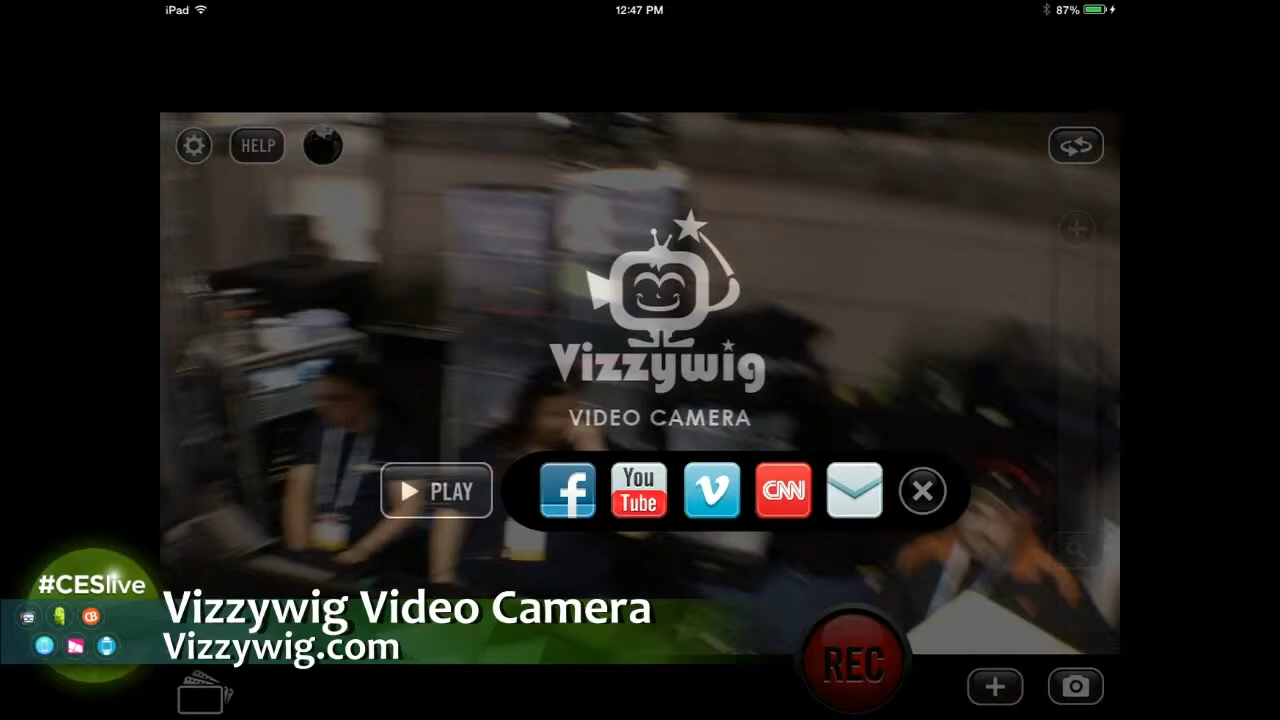 iPad 12:47 PM 87%
HELP
Vizzywig
VIDEO CAMERA
PLAY
You
Tube
CNN
#CESlive
Vizzywig Video Camera
Vizzywig.com
REC